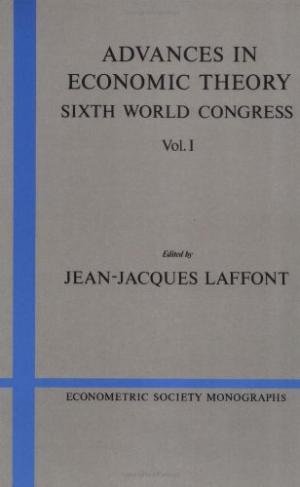 ADVANCES IN
ECONOMIC THEORY
SIXTH WORLD CONGRESS
Vol. I
Edited by
JEAN-JACQUES LAFFONT
ECONOMETRIC SOCIETY MONOGRAPHS